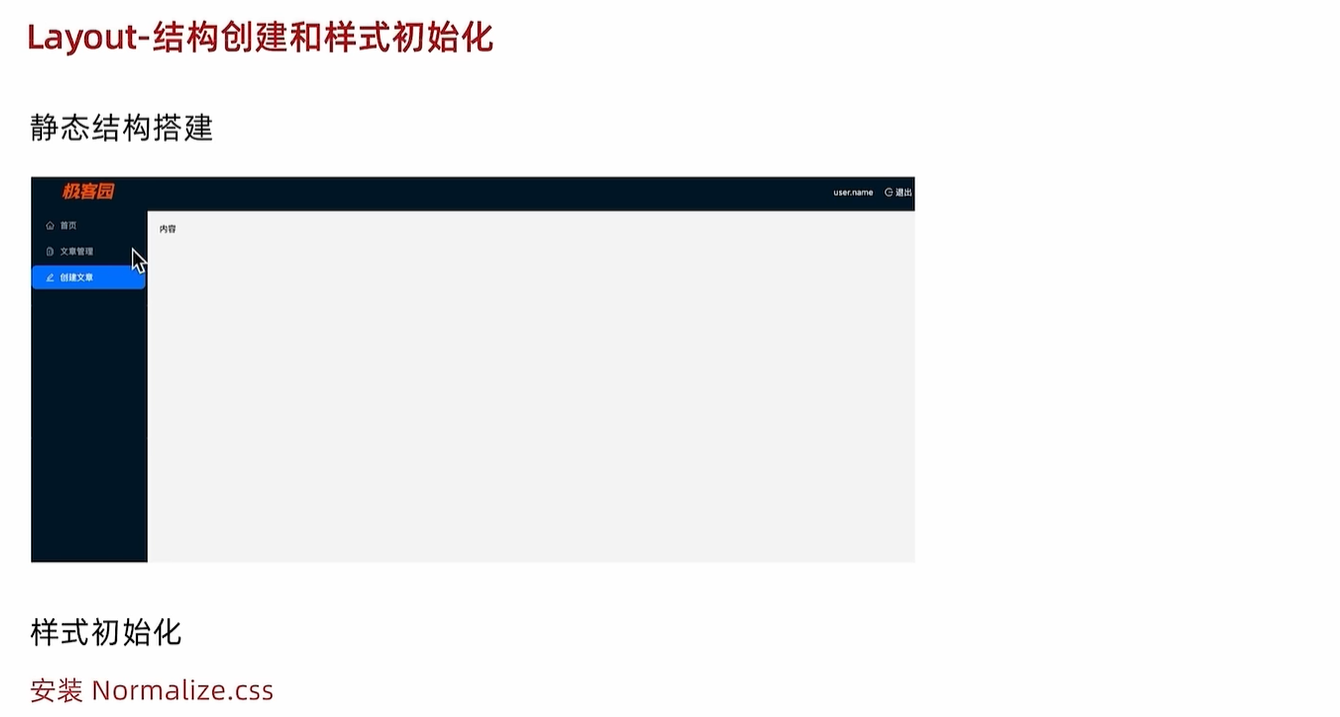 Layout-结构创建和样式初始化
静态结构搭建
极客园
user.name 退出
首页
内容
文章管理
创建文章
样式初始化
安装 Normalize.css